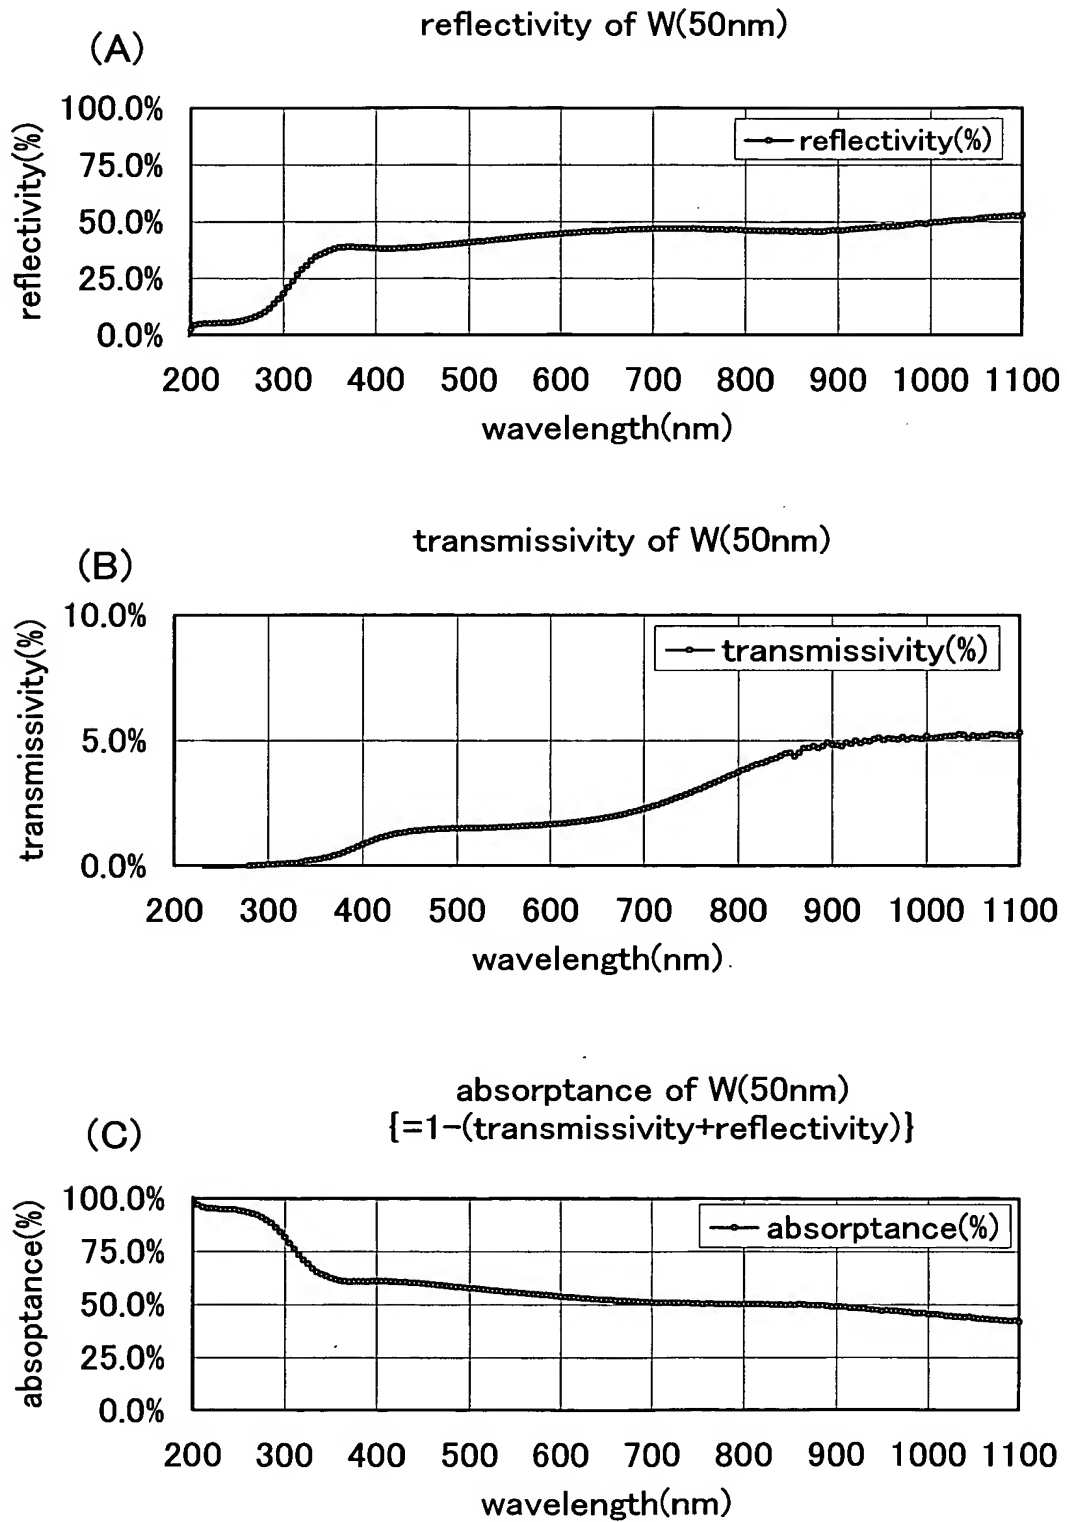 reflectivity of W(50nm)
(A)
100.0%
75.0%
50.0%
25.0%
0.0%
reflectivity(%)
reflectivity(%)
200 300 400 500 600 700 800 900 1000 1100
wavelength(nm)
transmissivity of W(50nm)
(B)
10.0%
5.0%
0.0%
transmissivity(%)
transmissivity(%)
200 300 400 500 600 700 800 900 1000 1100
wavelength(nm)
absorptance of W(50nm)
{=1-(transmissivity+reflectivity)}
(C)
100.0%
75.0%
50.0%
25.0%
0.0%
absoptance(%)
absorptance(%)
200 300 400 500 600 700 800 900 1000 1100
wavelength(nm)